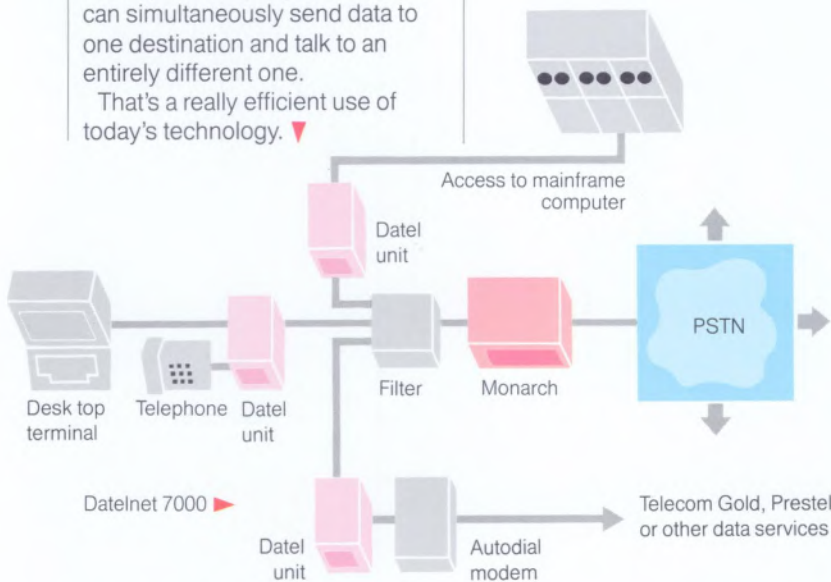 can simultaneously send data to
one destination and talk to an
entirely different one.
That's a really efficient use of
today's technology.
Access to mainframe
computer
Datel
unit
PSTN
Desk top
terminal
Telephone
Datel
unit
Filter
Monarch
Datelnet 7000
Datel
unit
Autodial
modem
Telecom Gold, Prestel
or other data services